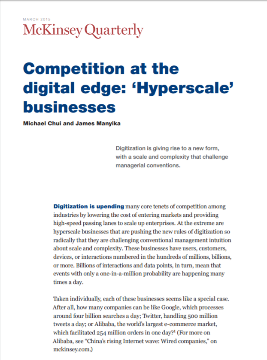 MARCH 2015
McKinsey Quarterly
Competition at the
digital edge: ‘Hyperscale’
businesses
Michael Chui and James Manyika
Digitization is giving rise to a new form,
with a scale and complexity that challenge
managerial conventions.
Digitization is upending many core tenets of competition among
industries by lowering the cost of entering markets and providing
high-speed passing lanes to scale up enterprises. At the extreme are
hyperscale businesses that are pushing the new rules of digitization so
radically that they are challenging conventional management intuition
about scale and complexity. These businesses have users, customers,
devices, or interactions numbered in the hundreds of millions, billions,
or more. Billions of interactions and data points, in turn, mean that
events with only a one-in-a-million probability are happening many
times a day.
Taken individually, each of these businesses seems like a special case.
After all, how many companies can be like Google, which processes
around four billion searches a day; Twitter, handling 500 million
tweets a day; or Alibaba, the world’s largest e-commerce market,
which facilitated 254 million orders in one day? (For more on
Alibaba, see “China’s rising Internet wave: Wired companies,” on
mckinsey.com.)